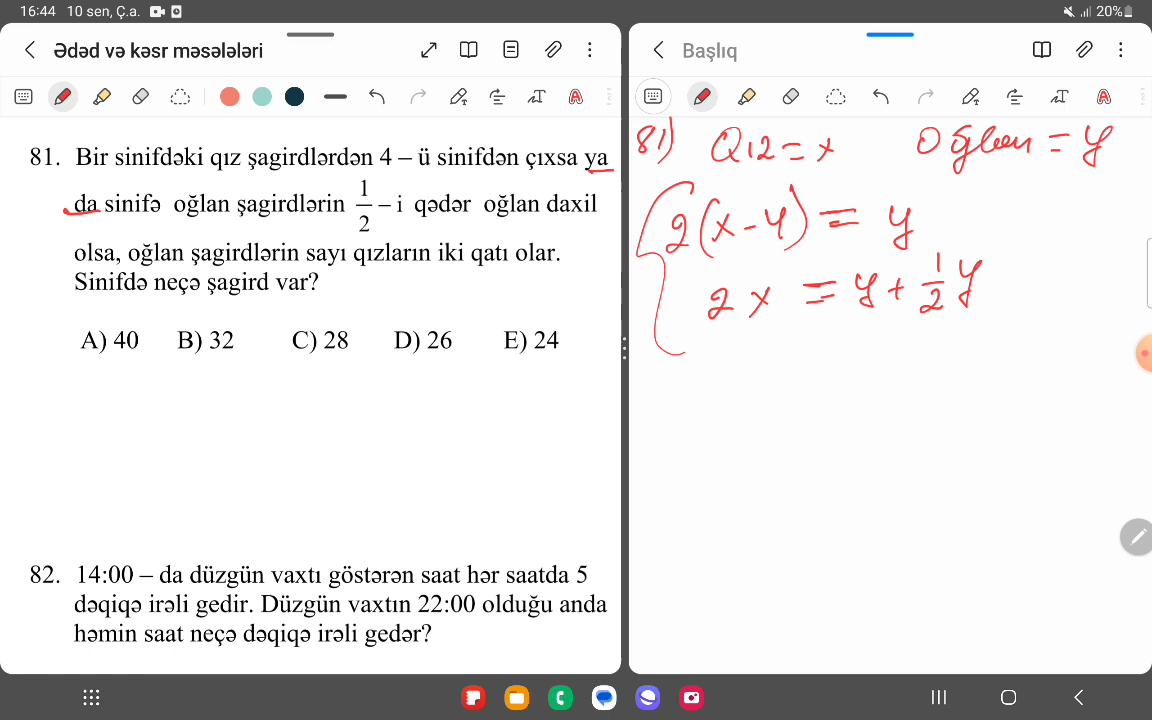 16:44 10 sen, Ç.a. 20%
Ədəd və kəsr məsələləri
Başlıq
81. Bir sinifdəki qız şagirdlərdən 4 – ü sinifdən çıxsa ya
da sinifə oğlan şagirdlərin 1/2 – i qədər oğlan daxil
olsa, oğlan şagirdlərin sayı qızların iki qatı olar.
Sinifdə neçə şagird var?
A) 40 B) 32 C) 28 D) 26 E) 24
82. 14:00 – da düzgün vaxtı göstərən saat hər saatda 5
dəqiqə irəli gedir. Düzgün vaxtın 22:00 olduğu anda
həmin saat neçə dəqiqə irəli gedər?
81) Qız = x Oğlan = y
2(x-4) = y
2x = y + 1/2 y